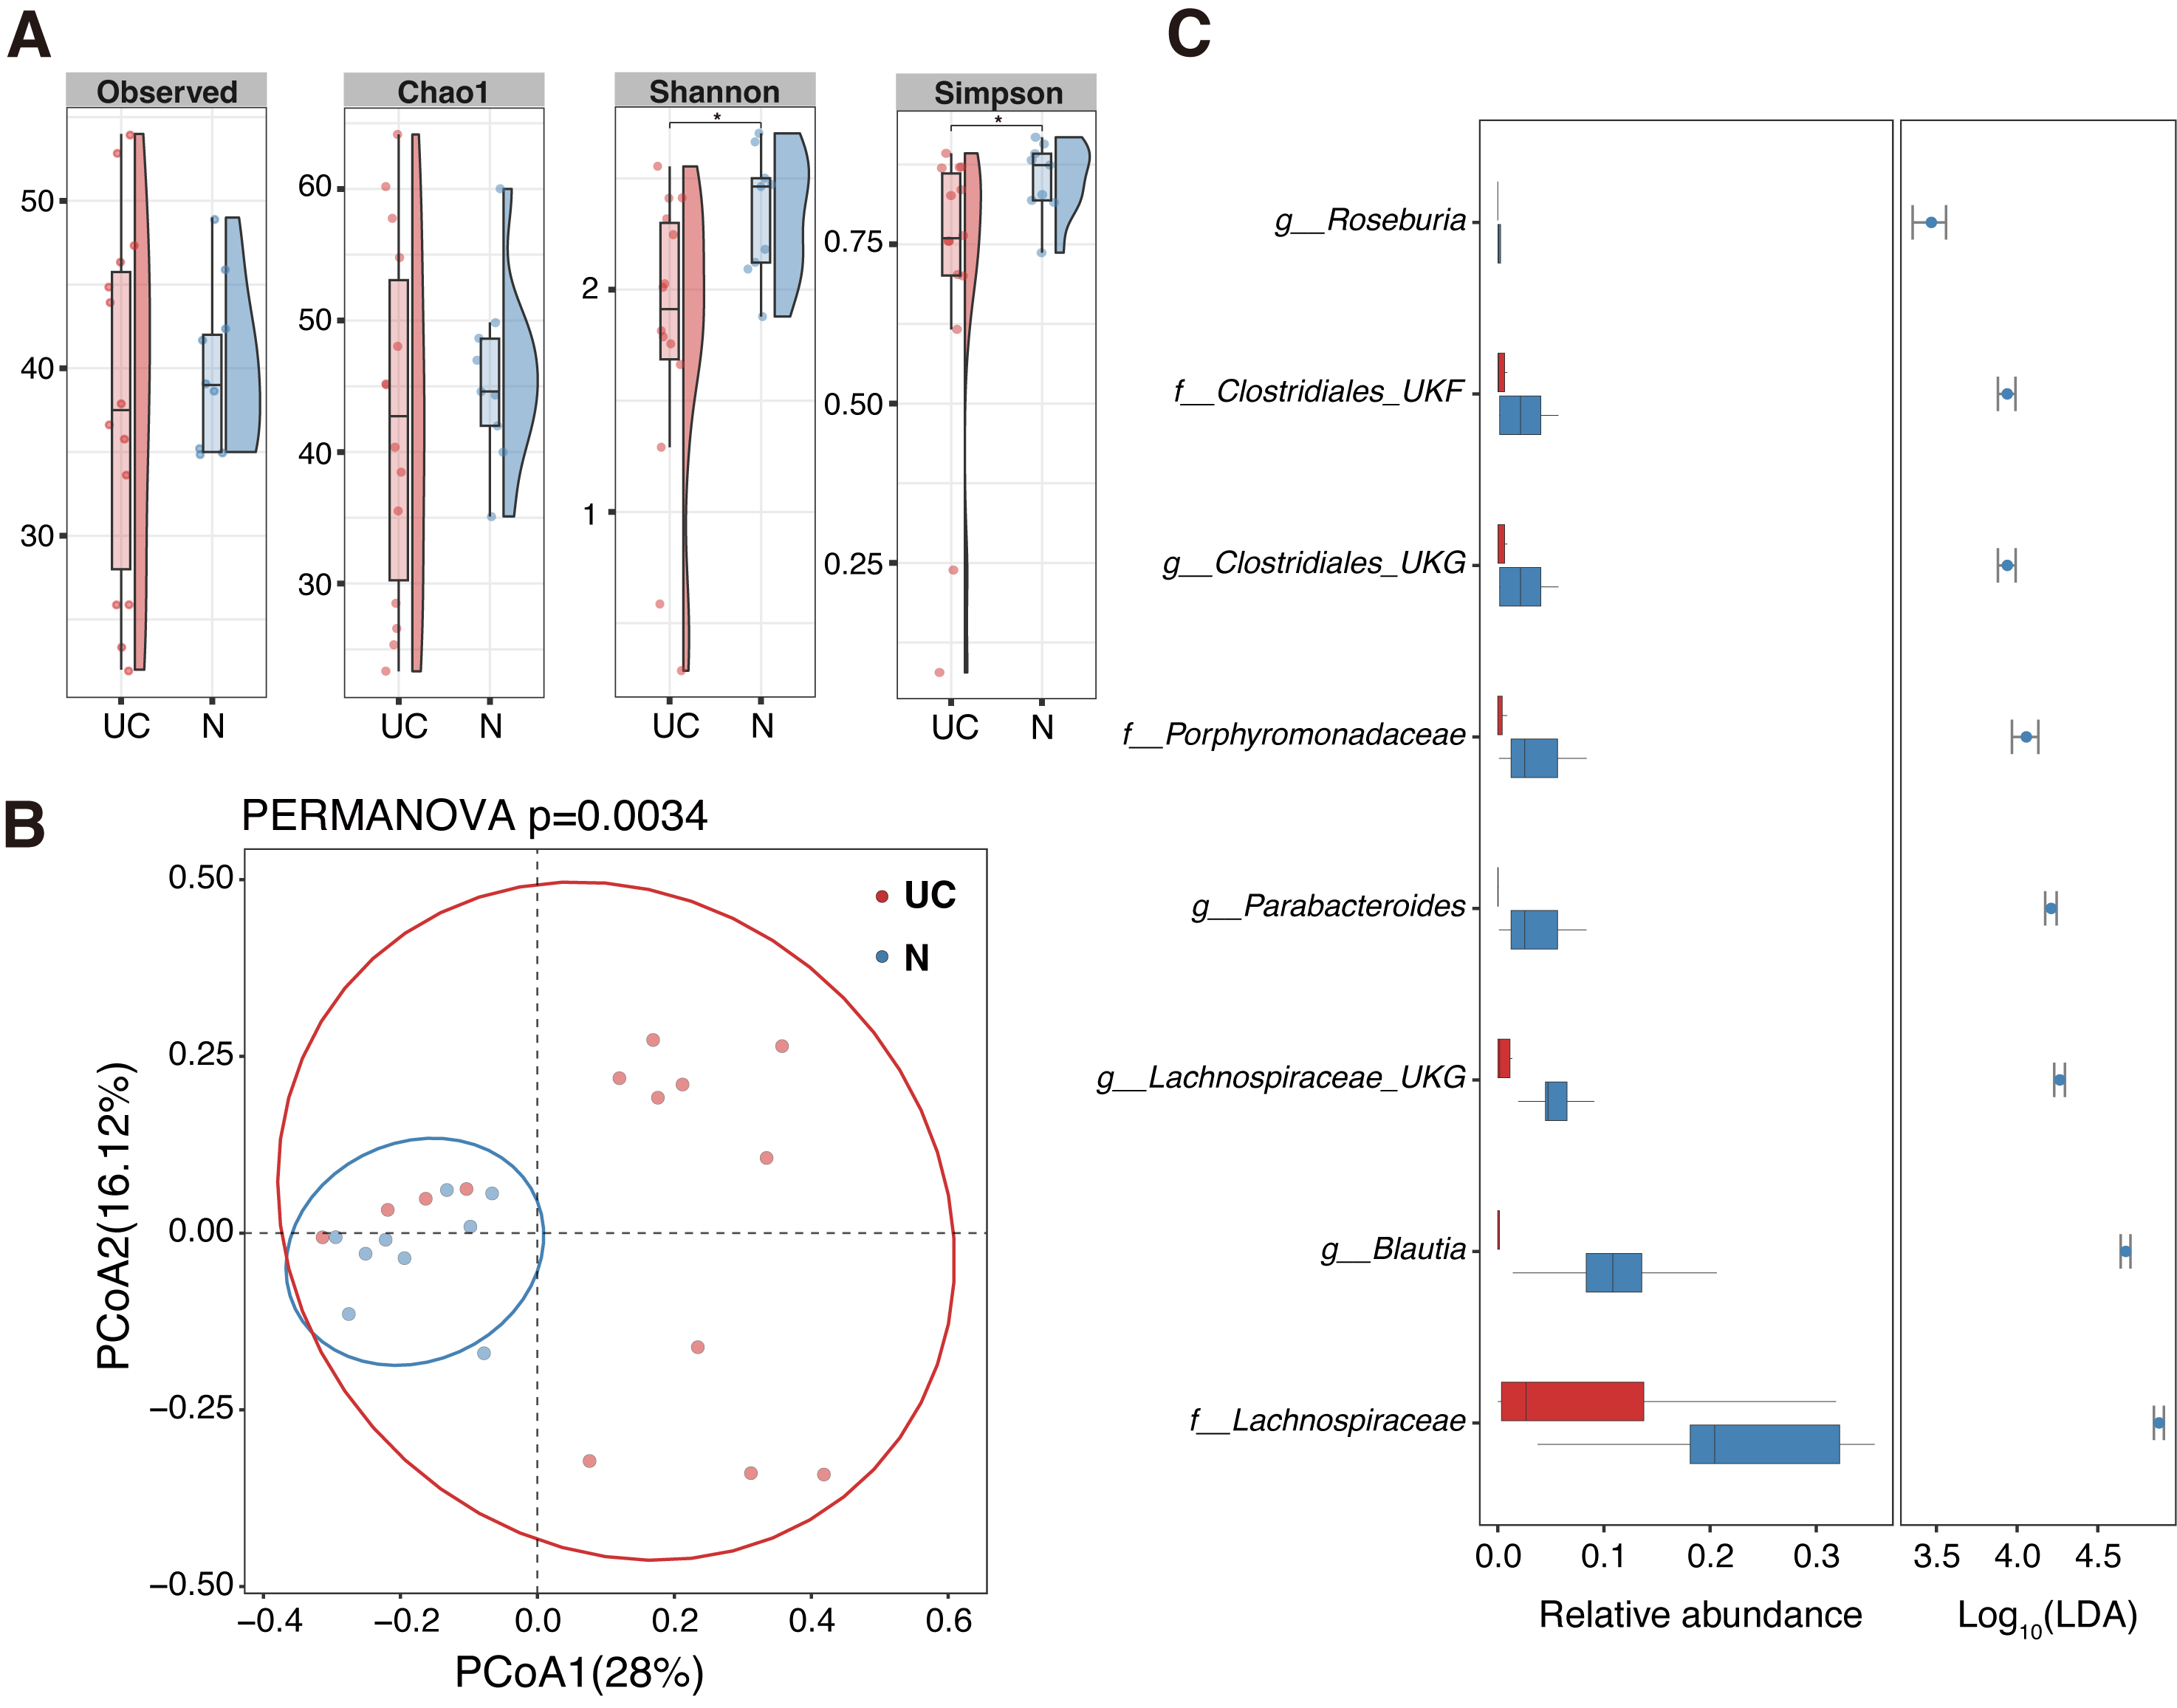 A
Observed
Chao1
Shannon
Simpson
*
*
50
40
30
60
50
40
30
2
1
0.75
0.50
0.25
UC
N
UC
N
UC
N
UC
N
B
PERMANOVA p=0.0034
UC
N
0.50
0.25
0.00
−0.25
−0.50
−0.4
−0.2
0.0
0.2
0.4
0.6
PCoA2(16.12%)
PCoA1(28%)
C
g__Roseburia
f__Clostridiales_UKF
g__Clostridiales_UKG
f__Porphyromonadaceae
g__Parabacteroides
g__Lachnospiraceae_UKG
g__Blautia
f__Lachnospiraceae
0.0
0.1
0.2
0.3
3.5
4.0
4.5
Relative abundance
Log10(LDA)